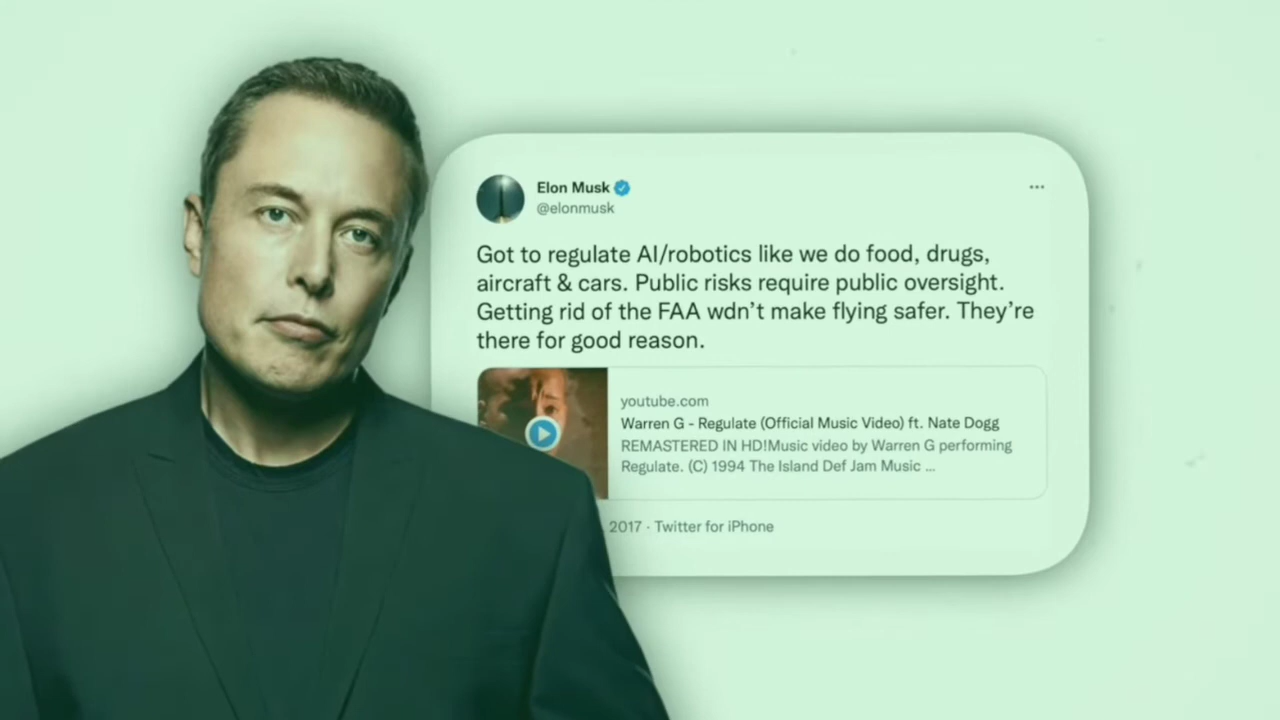 Elon Musk
@elonmusk
Got to regulate AI/robotics like we do food, drugs,
aircraft & cars. Public risks require public oversight.
Getting rid of the FAA wdn't make flying safer. They're
there for good reason.
youtube.com
Warren G - Regulate (Official Music Video) ft. Nate Dogg
REMASTERED IN HD!Music video by Warren G performing
Regulate. (C) 1994 The Island Def Jam Music ...
2017 · Twitter for iPhone